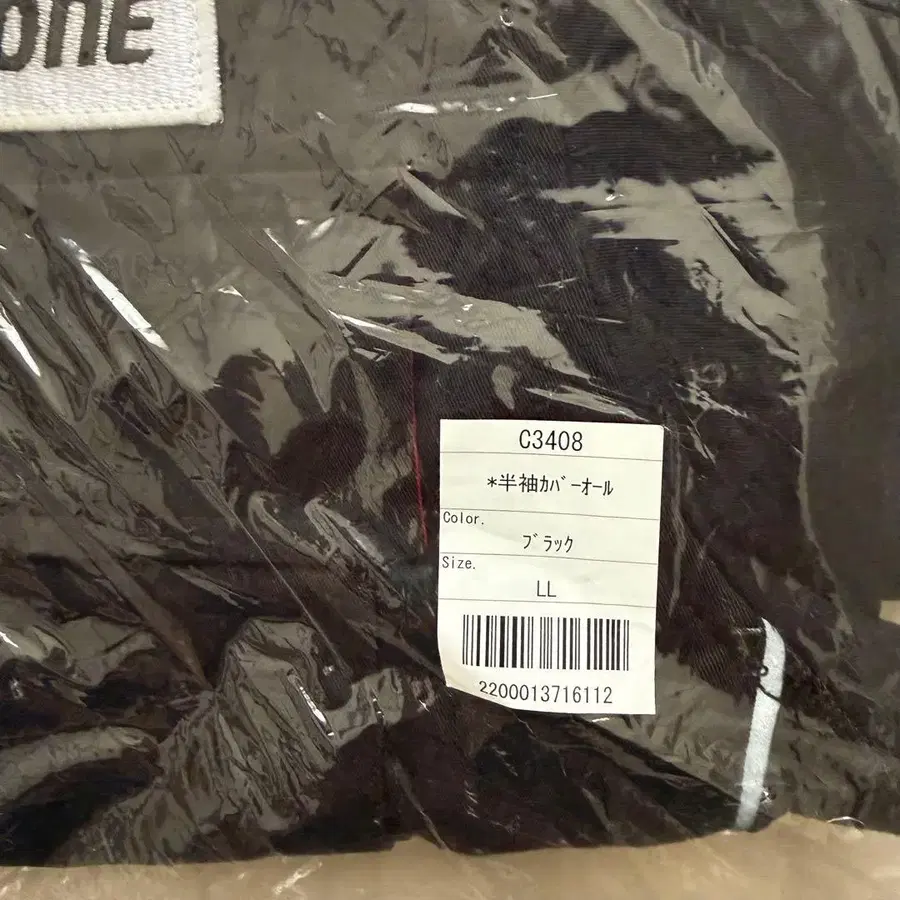 ONE
C3408
*半袖ｶﾊﾞｰｵｰﾙ
Color.
ﾌﾞﾗｯｸ
Size.
LL
2200013716112